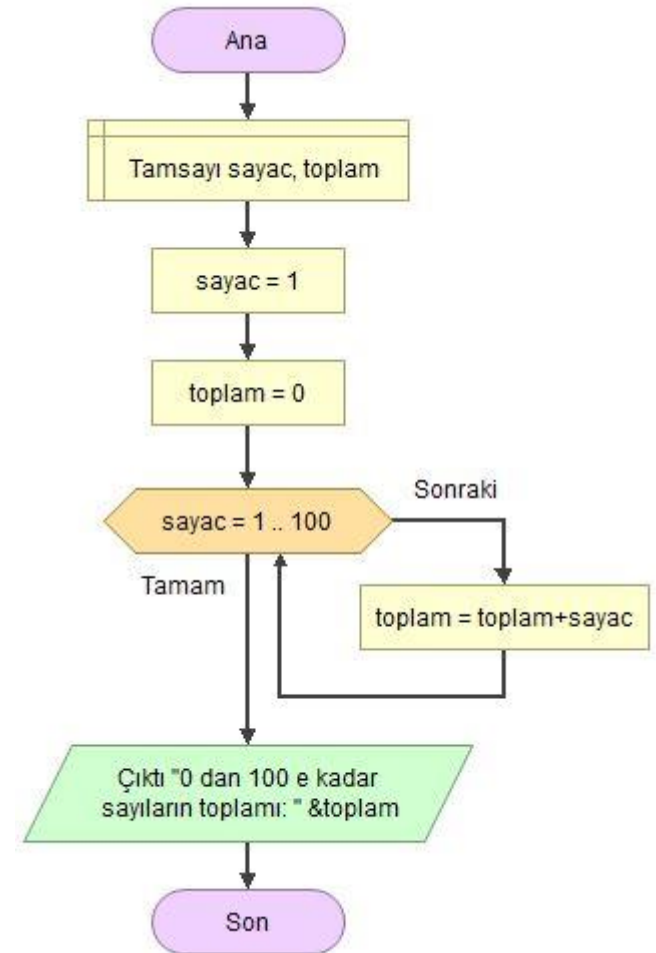 Ana
Tamsayı sayac, toplam
sayac = 1
toplam = 0
sayac = 1 .. 100
Sonraki
Tamam
toplam = toplam+sayac
Çıktı "0 dan 100 e kadar
sayıların toplamı: " &toplam
Son